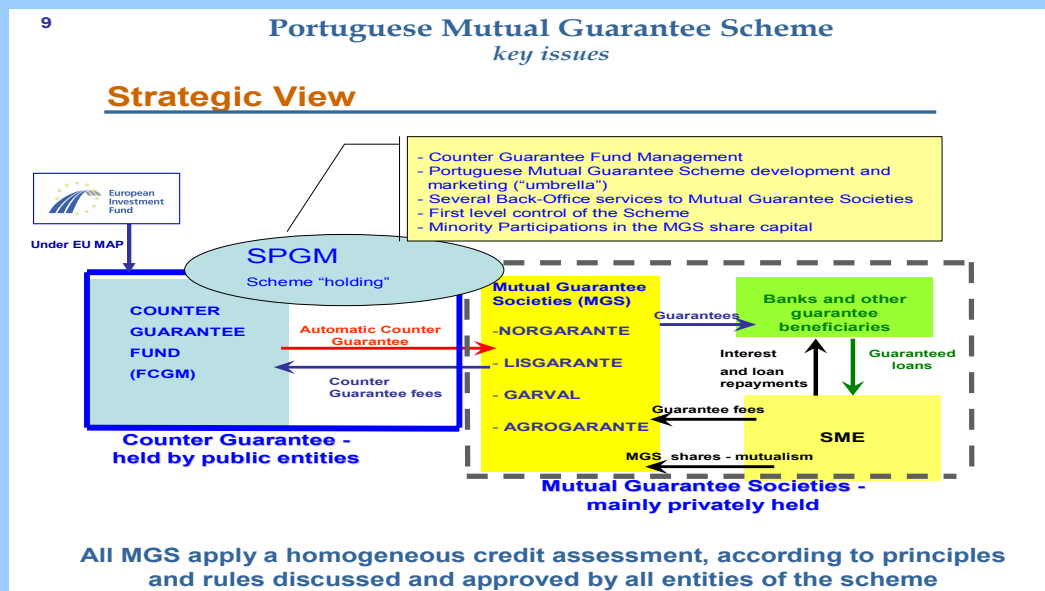 9
Portuguese Mutual Guarantee Scheme
key issues
Strategic View
- Counter Guarantee Fund Management
- Portuguese Mutual Guarantee Scheme development and
marketing (“umbrella”)
- Several Back-Office services to Mutual Guarantee Societies
- First level control of the Scheme
- Minority Participations in the MGS share capital
European
Investment
Fund
Under EU MAP
SPGM
Scheme “holding”
COUNTER
GUARANTEE
FUND
(FCGM)
Automatic Counter
Guarantee
Counter
Guarantee fees
Counter Guarantee -
held by public entities
Mutual Guarantee
Societies (MGS)
-NORGARANTE
- LISGARANTE
- GARVAL
- AGROGARANTE
Guarantees
Banks and other
guarantee
beneficiaries
Interest
and loan
repayments
Guaranteed
loans
Guarantee fees
SME
MGS shares - mutualism
Mutual Guarantee Societies -
mainly privately held
All MGS apply a homogeneous credit assessment, according to principles
and rules discussed and approved by all entities of the scheme